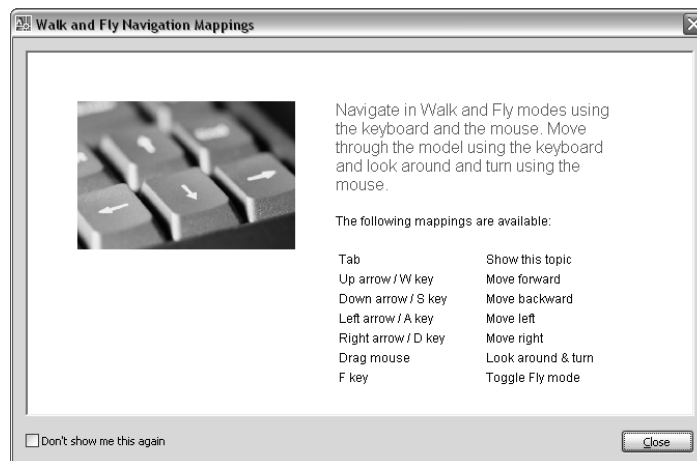 Walk and Fly Navigation Mappings
Navigate in Walk and Fly modes using
the keyboard and the mouse. Move
through the model using the keyboard
and look around and turn using the
mouse.
The following mappings are available:
Tab Show this topic
Up arrow / W key Move forward
Down arrow / S key Move backward
Left arrow / A key Move left
Right arrow / D key Move right
Drag mouse Look around & turn
F key Toggle Fly mode
Don't show me this again
Close